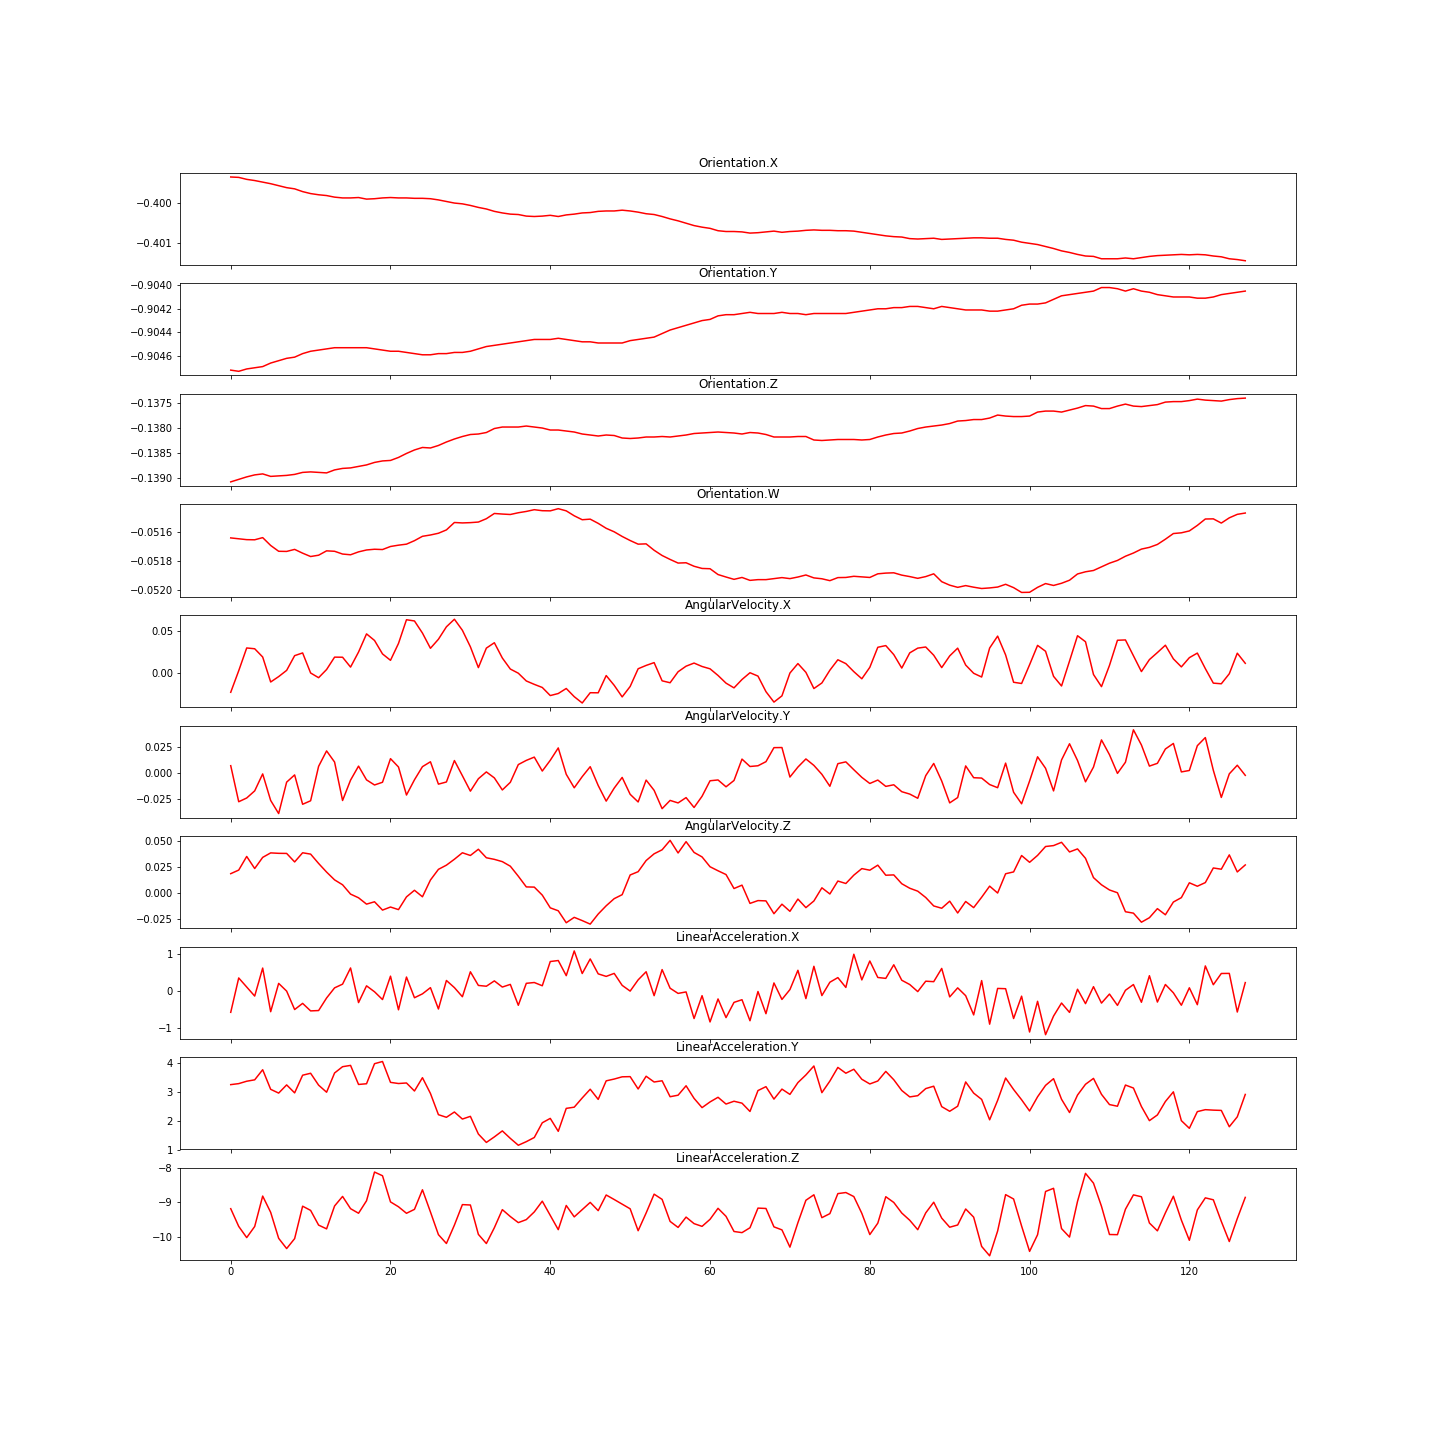 Orientation.X
−0.400
−0.401
Orientation.Y
−0.9040
−0.9042
−0.9044
−0.9046
Orientation.Z
−0.1375
−0.1380
−0.1385
−0.1390
Orientation.W
−0.0516
−0.0518
−0.0520
AngularVelocity.X
0.05
0.00
AngularVelocity.Y
0.025
0.000
−0.025
AngularVelocity.Z
0.050
0.025
0.000
−0.025
LinearAcceleration.X
1
0
−1
LinearAcceleration.Y
4
3
2
1
LinearAcceleration.Z
−8
−9
−10
0 20 40 60 80 100 120